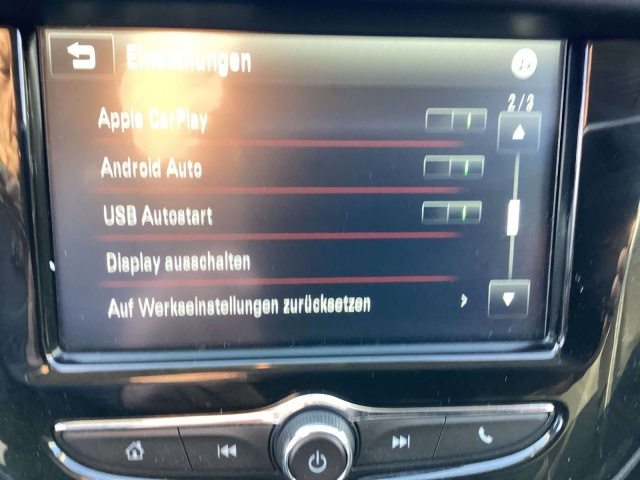 Einstellungen
2/3
Apple CarPlay
Android Auto
USB Autostart
Display ausschalten
Auf Werkseinstellungen zurücksetzen